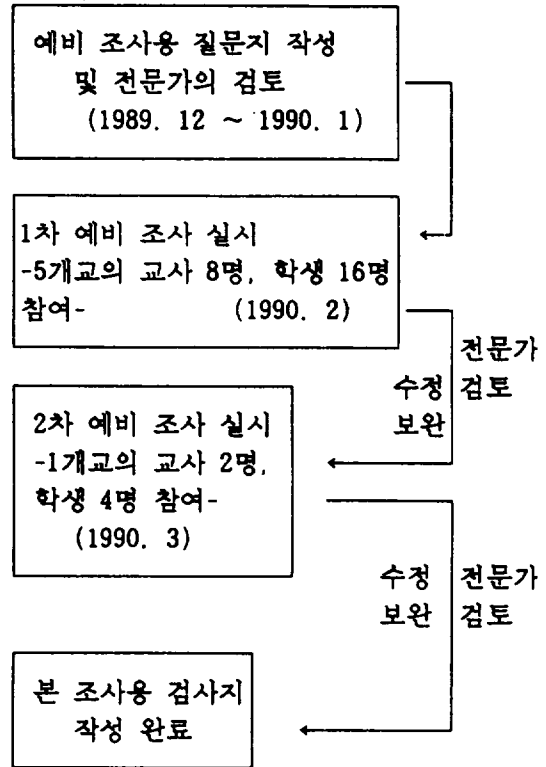 예비 조사용 질문지 작성
및 전문가의 검토
(1989. 12 ~ 1990. 1)
1차 예비 조사 실시
-5개교의 교사 8명, 학생 16명
참여- (1990. 2)
전문가
수정 검토
보완
2차 예비 조사 실시
-1개교의 교사 2명,
학생 4명 참여-
(1990. 3)
수정 전문가
보완 검토
본 조사용 검사지
작성 완료